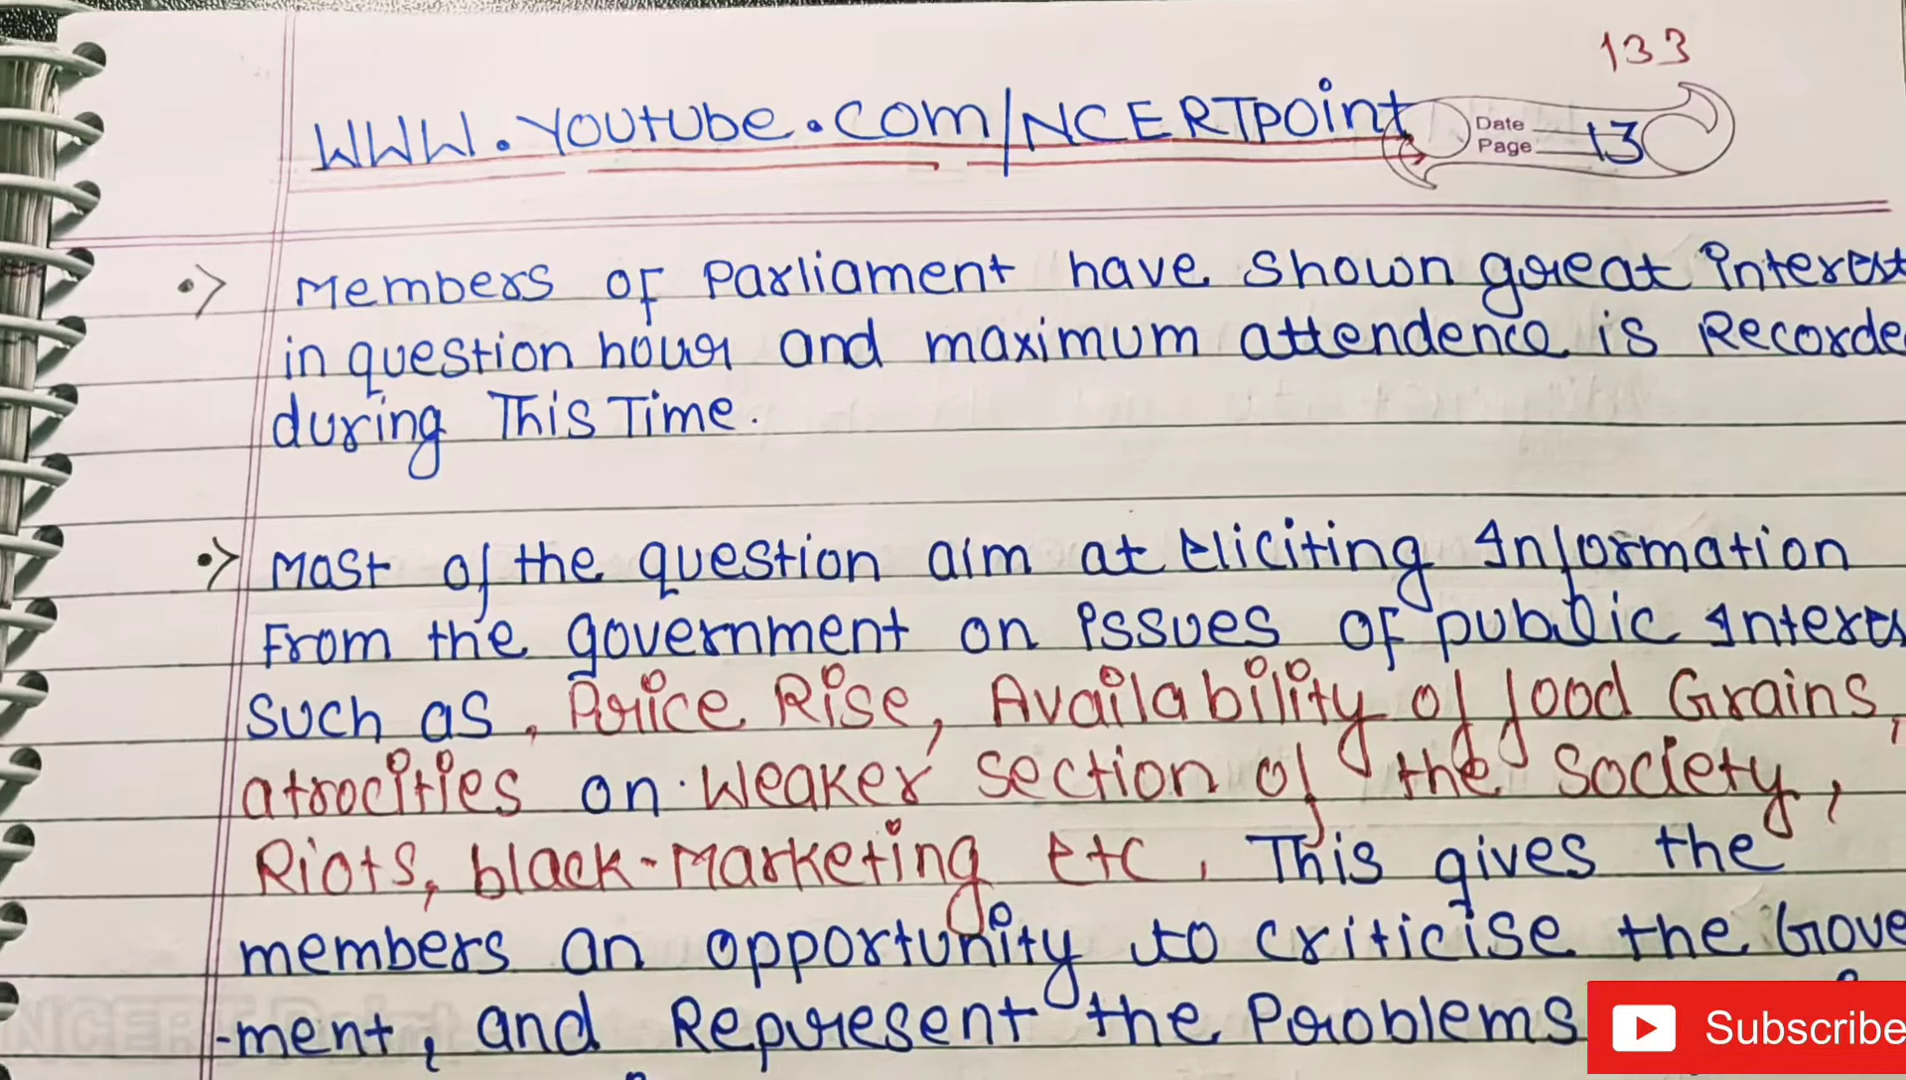 133
www.Youtube.com/NCERTpoint
Date
Page 13
•> Members of Parliament have shown great interest
in question hour and maximum attendence is Recorde
during This Time.
•> Most of the question aim at eliciting Information
From the government on issues of public Interes
such as, Price Rise, Availability of food Grains,
atrocities on weaker section of the society,
Riots, black-Marketing etc, This gives the
members an opportunity to criticise the Gove
-ment, and Represent the Problems
Subscribe
NCERT Point